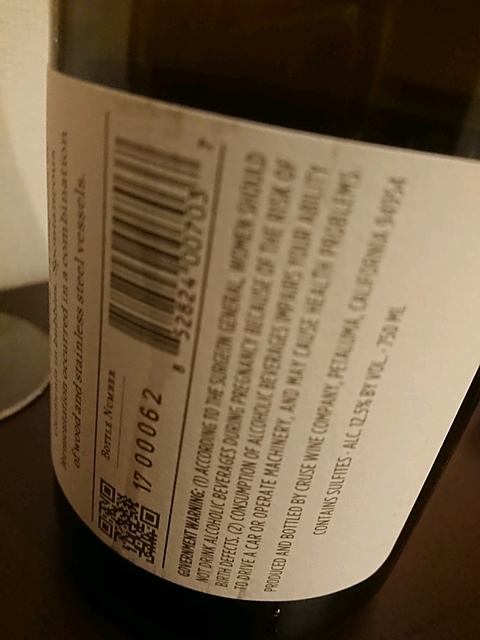 fermentation occurred in a combination
of wood and stainless steel vessels.
BOTTLE NUMBER
17 00062
8 52824 00703 7
GOVERNMENT WARNING: (1) ACCORDING TO THE SURGEON GENERAL, WOMEN SHOULD
NOT DRINK ALCOHOLIC BEVERAGES DURING PREGNANCY BECAUSE OF THE RISK OF
BIRTH DEFECTS. (2) CONSUMPTION OF ALCOHOLIC BEVERAGES IMPAIRS YOUR ABILITY
TO DRIVE A CAR OR OPERATE MACHINERY, AND MAY CAUSE HEALTH PROBLEMS.
PRODUCED AND BOTTLED BY CRUSE WINE COMPANY, PETALUMA, CALIFORNIA 94954
CONTAINS SULFITES · ALC. 12.5% BY VOL. · 750 ML